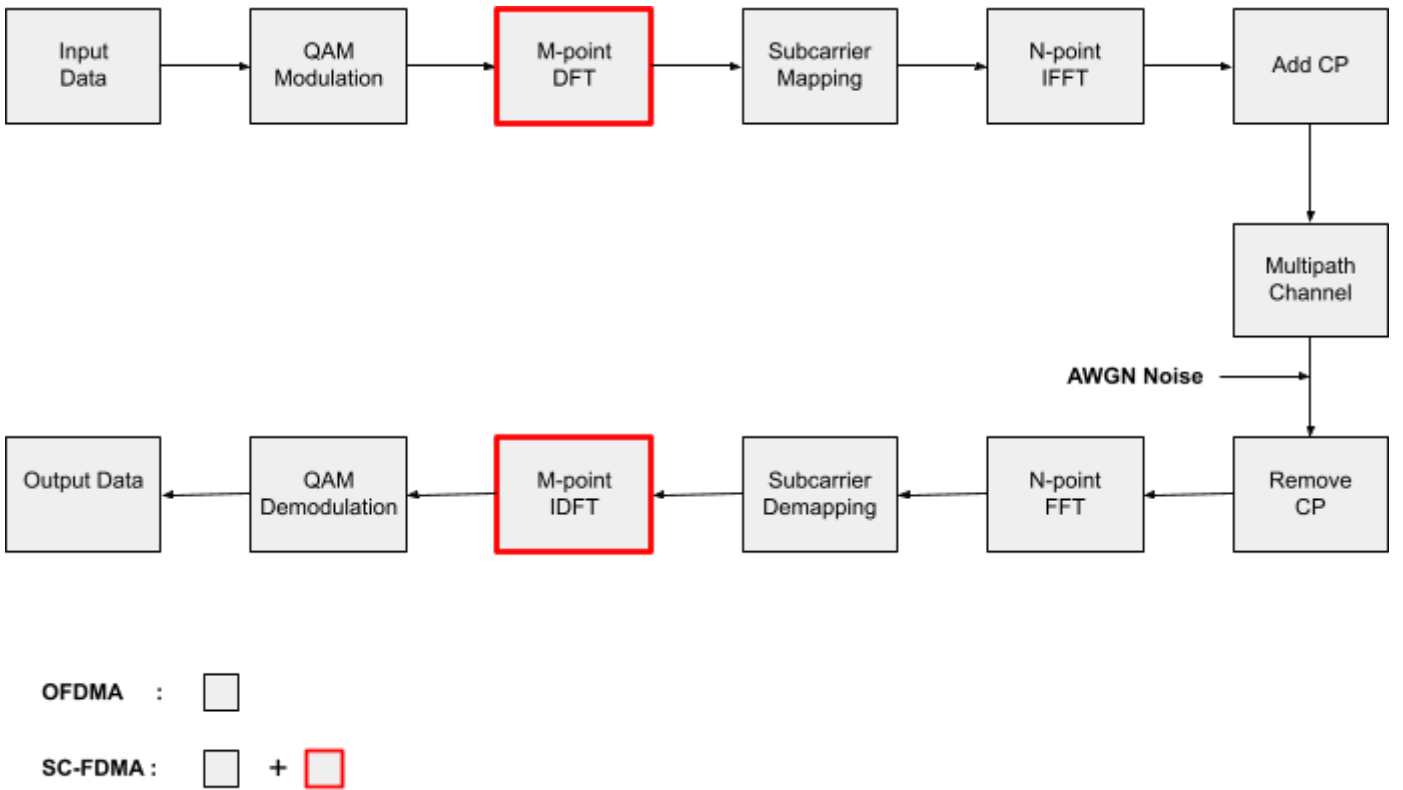 Input
Data
QAM
Modulation
M-point
DFT
Subcarrier
Mapping
N-point
IFFT
Add CP
Multipath
Channel
AWGN Noise
Output Data
QAM
Demodulation
M-point
IDFT
Subcarrier
Demapping
N-point
FFT
Remove
CP
OFDMA :
SC-FDMA : +